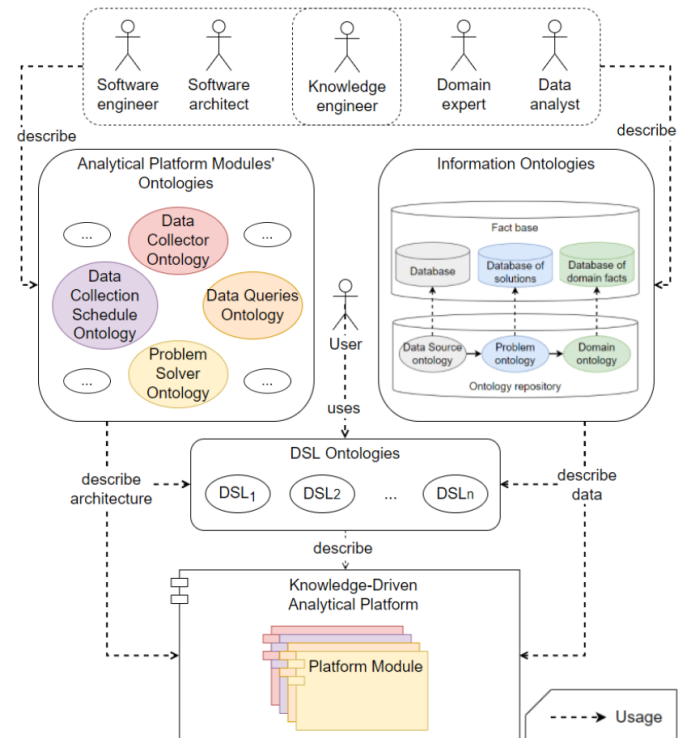 Software
engineer
Software
architect
Knowledge
engineer
Domain
expert
Data
analyst
describe
describe
Analytical Platform Modules'
Ontologies
...
Data
Collector
Ontology
...
Data
Collection
Schedule
Ontology
Data Queries
Ontology
Problem
Solver
Ontology
...
...
Information Ontologies
Fact base
Database
Database of
solutions
Database of
domain facts
Data Source
ontology
Problem
ontology
Domain
ontology
Ontology repository
User
uses
DSL Ontologies
DSL1
DSL2
...
DSLn
describe
architecture
describe
data
describe
Knowledge-Driven
Analytical Platform
Platform Module
Usage